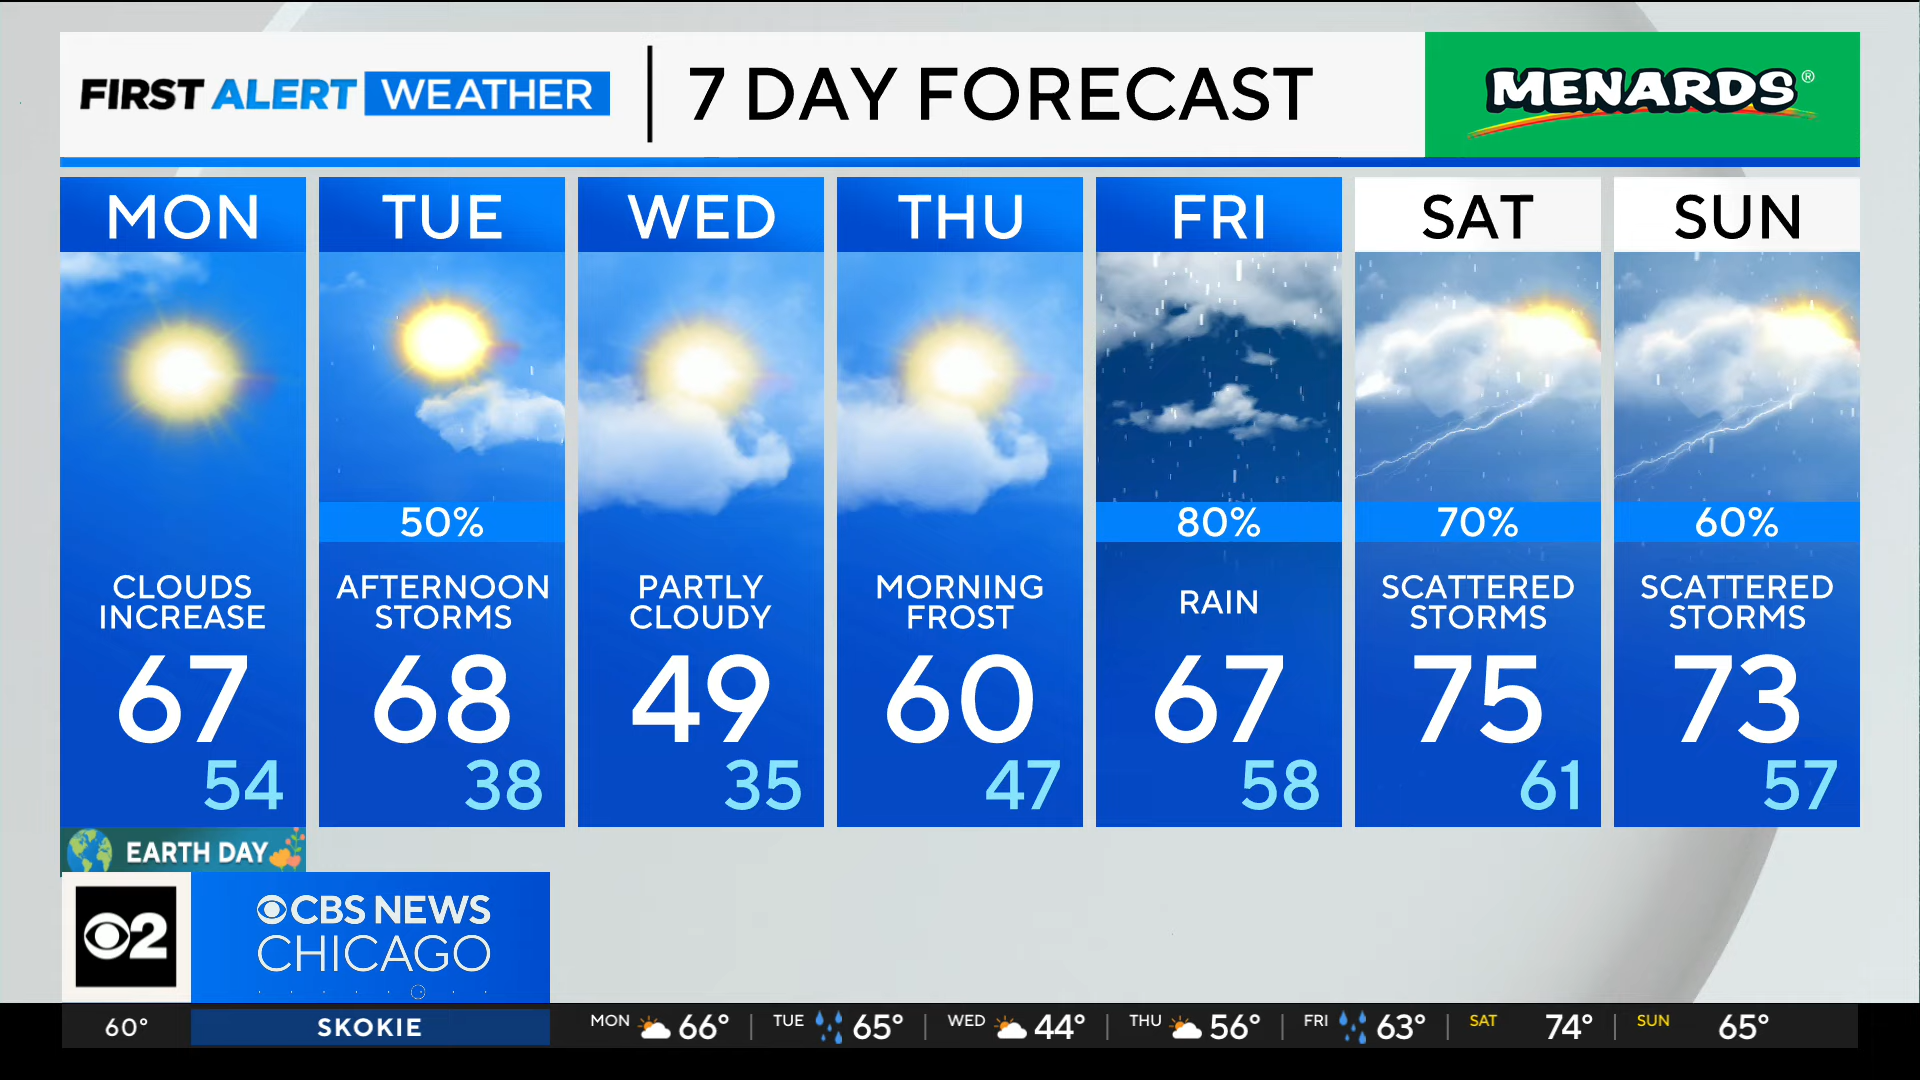 FIRST ALERT WEATHER
7 DAY FORECAST
MENARDS®
MON
CLOUDS
INCREASE
67
54
EARTH DAY
TUE
50%
AFTERNOON
STORMS
68
38
WED
PARTLY
CLOUDY
49
35
THU
MORNING
FROST
60
47
FRI
80%
RAIN
67
58
SAT
70%
SCATTERED
STORMS
75
61
SUN
60%
SCATTERED
STORMS
73
57
2
CBS NEWS
CHICAGO
60° SKOKIE MON 66° | TUE 65° | WED 44° | THU 56° | FRI 63° | SAT 74° | SUN 65°